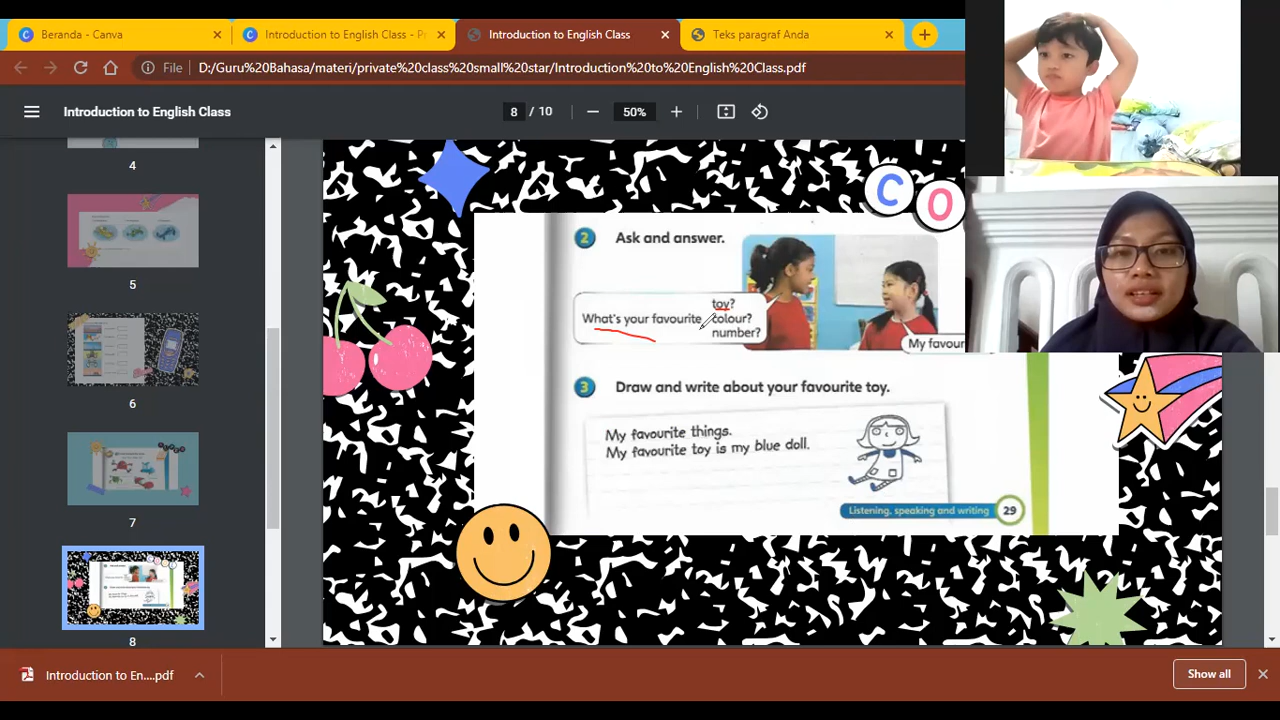 Beranda - Canva
Introduction to English Class - P
Introduction to English Class
Teks paragraf Anda
File
D:/Guru%20Bahasa/materi/private%20class%20small%20star/Introduction%20to%20English%20Class.pdf
Introduction to English Class
8 / 10
50%
4
5
6
7
8
C O
2 Ask and answer.
What's your favourite
toy?
colour?
number?
My favour
3 Draw and write about your favourite toy.
My favourite things.
My favourite toy is my blue doll.
Listening, speaking and writing 29
Introduction to En....pdf
Show all